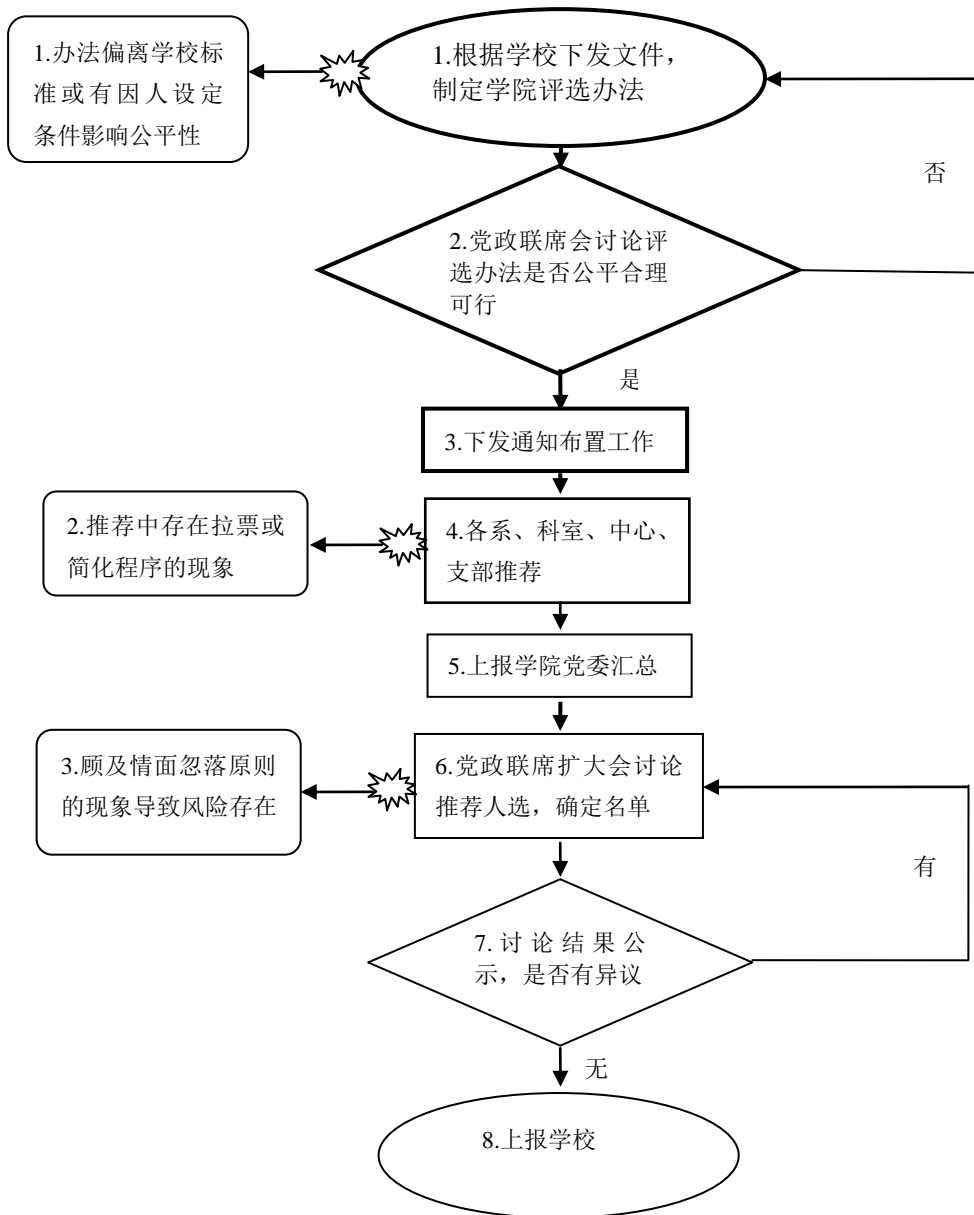 1.办法偏离学校标
准或有因人设定
条件影响公平性
1.根据学校下发文件，
制定学院评选办法
否
2.党政联席会讨论评
选办法是否公平合理
可行
是
3.下发通知布置工作
2.推荐中存在拉票或
简化程序的现象
4.各系、科室、中心、
支部推荐
5.上报学院党委汇总
3.顾及情面忽落原则
的现象导致风险存在
6.党政联席扩大会讨论
推荐人选，确定名单
有
7.讨论结果公
示，是否有异议
无
8.上报学校